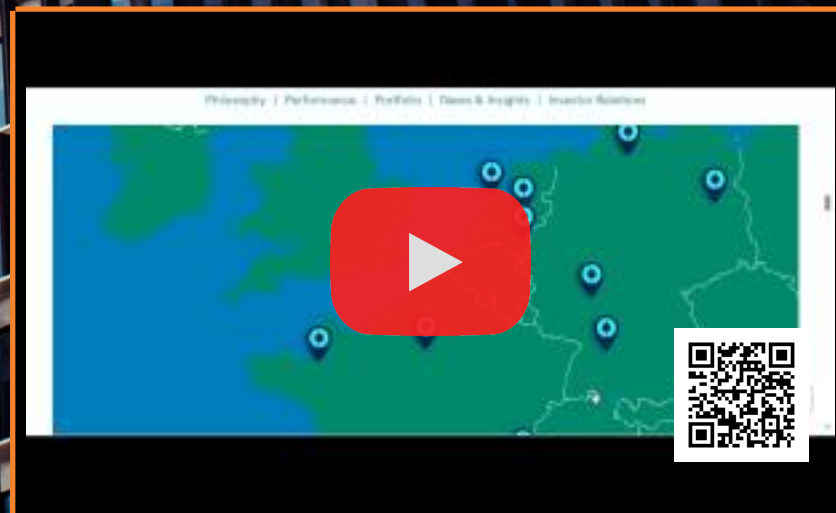 Philosophy | Performance | Portfolio | News & Insights | Investor Relations